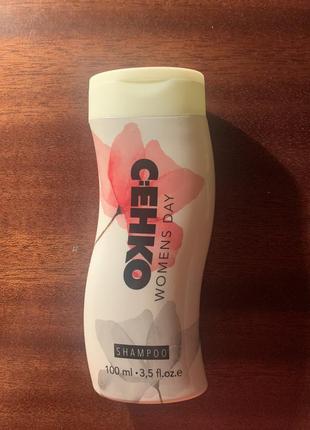 C:EHKO
WOMENS DAY
SHAMPOO
100 ml • 3,5 fl.oz.e